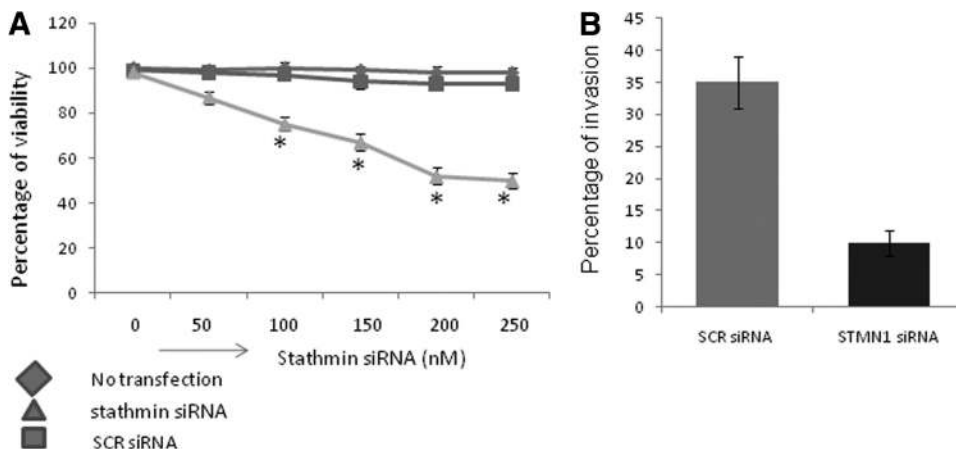 A
Percentage of viability
120
100
80
60
40
20
0
*
*
*
*
0 50 100 150 200 250
Stathmin siRNA (nM)
No transfection
stathmin siRNA
SCR siRNA
B
Percentage of invasion
45
40
35
30
25
20
15
10
5
0
SCR siRNA STMN1 siRNA